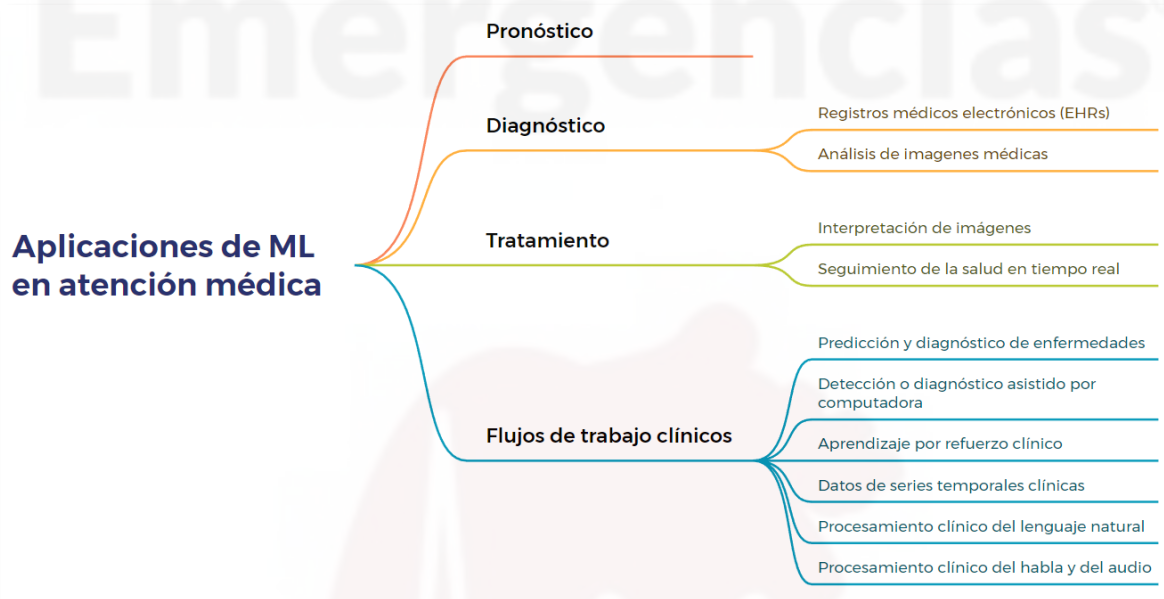 Emergencias
Pronóstico
Diagnóstico
Registros médicos electrónicos (EHRs)
Análisis de imagenes médicas
Aplicaciones de ML
en atención médica
Tratamiento
Interpretación de imágenes
Seguimiento de la salud en tiempo real
Flujos de trabajo clínicos
Predicción y diagnóstico de enfermedades
Detección o diagnóstico asistido por
computadora
Aprendizaje por refuerzo clínico
Datos de series temporales clínicas
Procesamiento clínico del lenguaje natural
Procesamiento clínico del habla y del audio